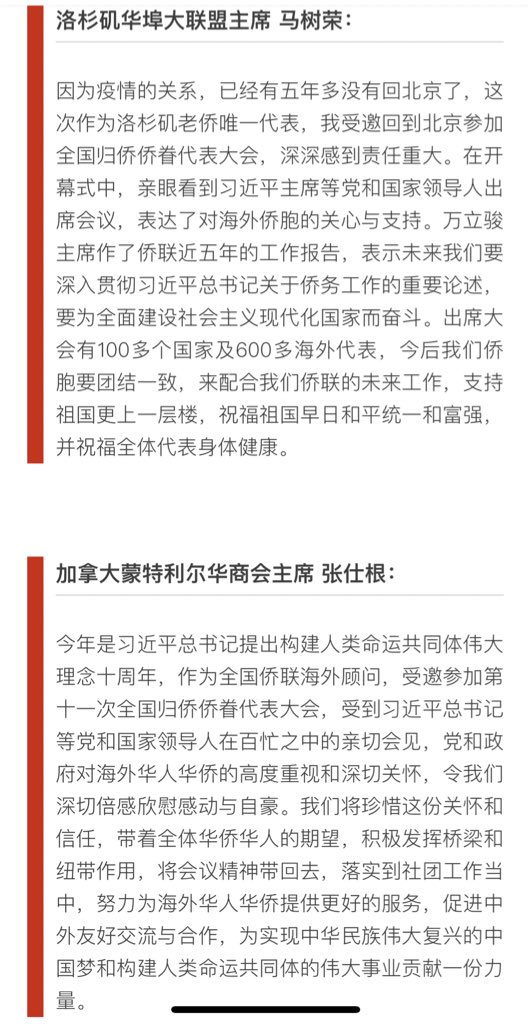 洛杉矶华埠大联盟主席 马树荣：
因为疫情的关系，已经有五年多没有回北京了，这
次作为洛杉矶老侨唯一代表，我受邀回到北京参加
全国归侨侨眷代表大会，深深感到责任重大。在开
幕式中，亲眼看到习近平主席等党和国家领导人出
席会议，表达了对海外侨胞的关心与支持。万立骏
主席作了侨联近五年的工作报告，表示未来我们要
深入贯彻习近平总书记关于侨务工作的重要论述，
要为全面建设社会主义现代化国家而奋斗。出席大
会有100多个国家及600多海外代表，今后我们侨
胞要团结一致，来配合我们侨联的未来工作，支持
祖国更上一层楼，祝福祖国早日和平统一和富强，
并祝福全体代表身体健康。
加拿大蒙特利尔华商会主席 张仕根：
今年是习近平总书记提出构建人类命运共同体伟大
理念十周年，作为全国侨联海外顾问，受邀参加第
十一次全国归侨侨眷代表大会，受到习近平总书记
等党和国家领导人在百忙之中的亲切会见，党和政
府对海外华人华侨的高度重视和深切关怀，令我们
深切倍感欣慰感动与自豪。我们将珍惜这份关怀和
信任，带着全体华侨华人的期望，积极发挥桥梁和
纽带作用，将会议精神带回去，落实到社团工作当
中，努力为海外华人华侨提供更好的服务，促进中
外友好交流与合作，为实现中华民族伟大复兴的中
国梦和构建人类命运共同体的伟大事业贡献一份力
量。